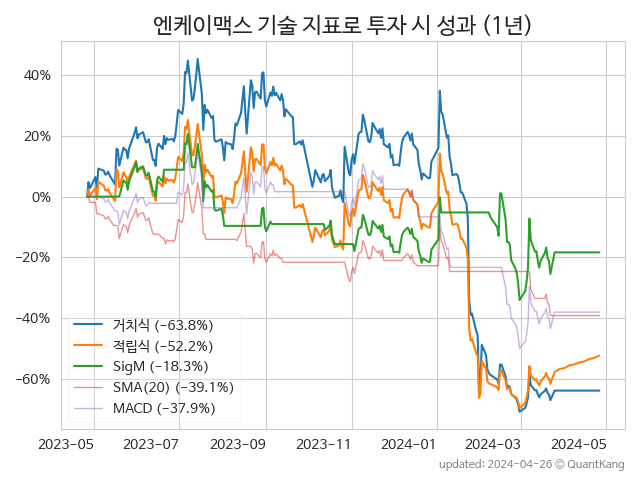 엔케이맥스 기술 지표로 투자 시 성과 (1년)
40%
20%
0%
−20%
−40%
−60%
거치식 (−63.8%)
적립식 (−52.2%)
SigM (−18.3%)
SMA(20) (−39.1%)
MACD (−37.9%)
2023-05 2023-07 2023-09 2023-11 2024-01 2024-03 2024-05
updated: 2024-04-26 © QuantKang